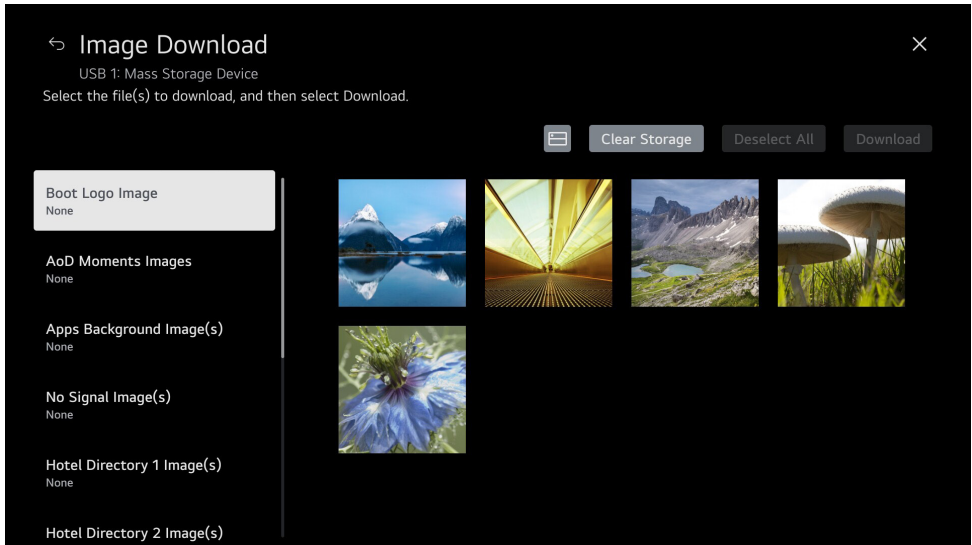 Image Download
USB 1: Mass Storage Device
Select the file(s) to download, and then select Download.
Clear Storage
Deselect All
Download
Boot Logo Image
None
AoD Moments Images
None
Apps Background Image(s)
None
No Signal Image(s)
None
Hotel Directory 1 Image(s)
None
Hotel Directory 2 Image(s)